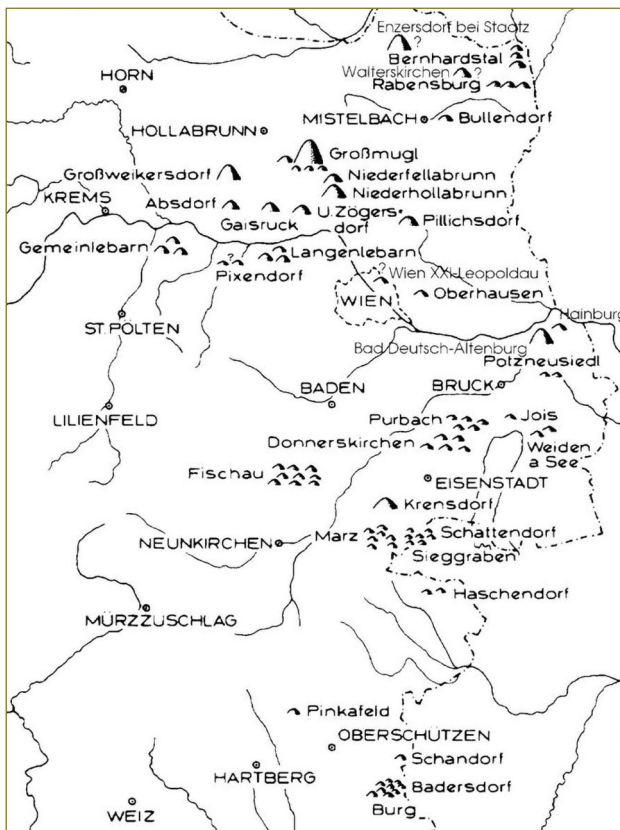 Enzersdorf bei Staatz
?
Bernhardstal
Walterskirchen ?
Rabensburg
HORN
MISTELBACH
Bullendorf
HOLLABRUNN
Großmugl
Großweikersdorf
Niederfellabrunn
Niederhollabrunn
KREMS
Absdorf
Gaisruck
U.Zögers-
dorf
Pillichsdorf
Gemeinlebarn
Langenlebarn
?
Pixendorf
?
Wien XXI-Leopoldau
WIEN
Oberhausen
ST.PÖLTEN
Hainburg
Bad Deutsch-Altenburg
Potzneusiedl
BADEN
BRUCK
LILIENFELD
Purbach
Jois
Donnerskirchen
Weiden
a See
Fischau
EISENSTADT
Krensdorf
NEUNKIRCHEN
Marz
Schattendorf
Sieggraben
Haschendorf
MÜRZZUSCHLAG
Pinkafeld
OBERSCHÜTZEN
Schandorf
HARTBERG
Badersdorf
Burg
WEIZ